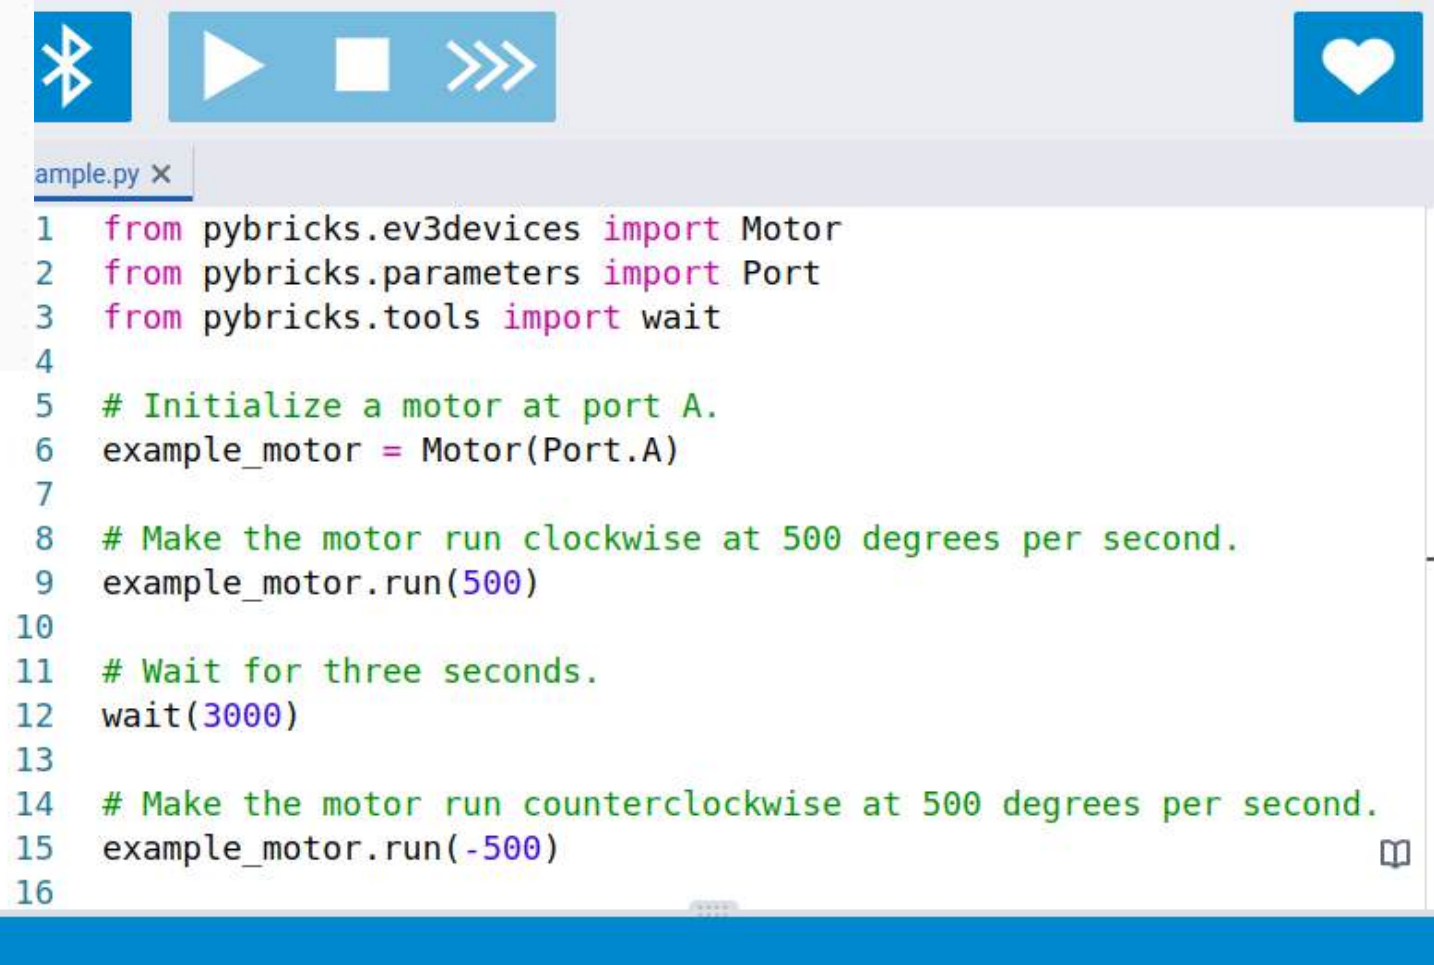 ample.py
1 from pybricks.ev3devices import Motor
2 from pybricks.parameters import Port
3 from pybricks.tools import wait
4
5 # Initialize a motor at port A.
6 example_motor = Motor(Port.A)
7
8 # Make the motor run clockwise at 500 degrees per second.
9 example_motor.run(500)
10
11 # Wait for three seconds.
12 wait(3000)
13
14 # Make the motor run counterclockwise at 500 degrees per second.
15 example_motor.run(-500)
16